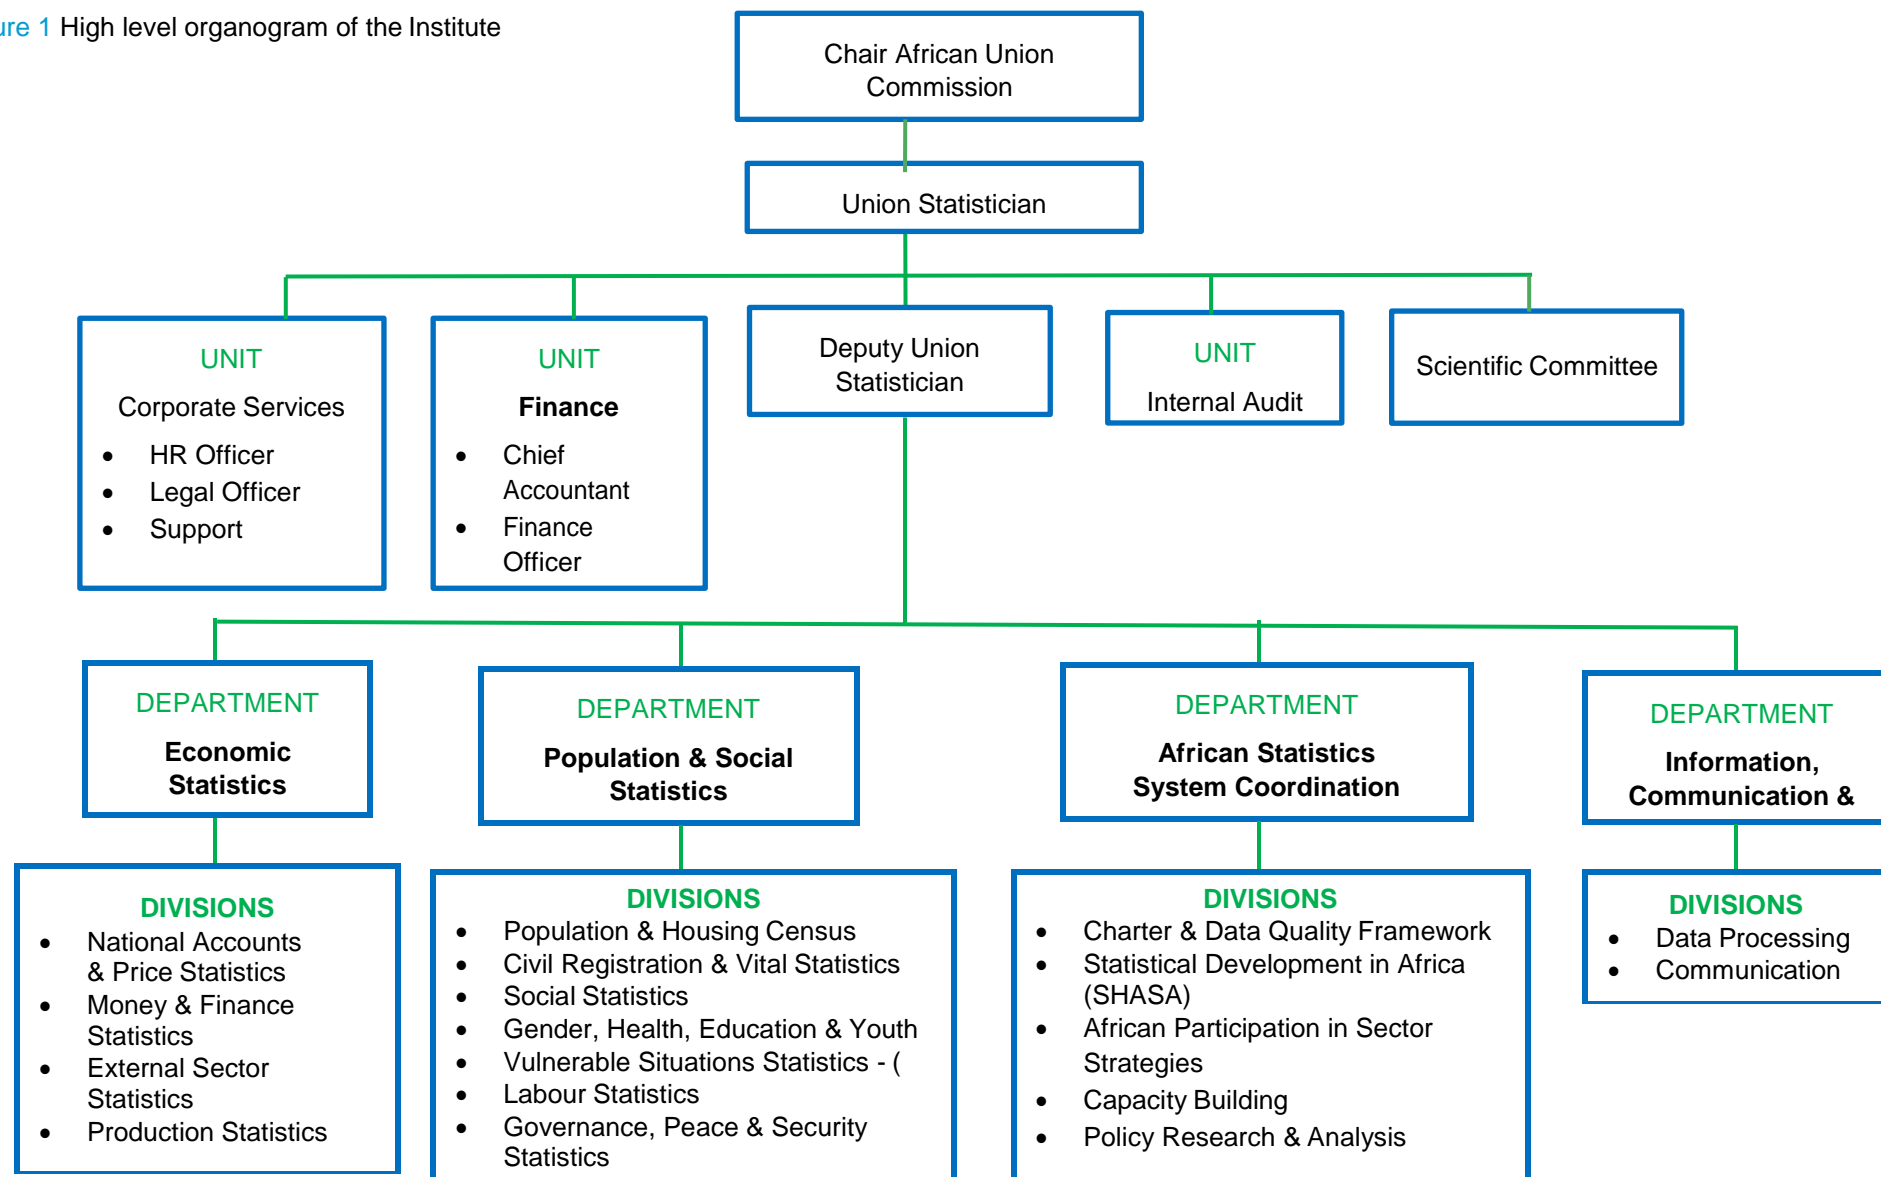 ure 1 High level organogram of the Institute
Chair African Union
Commission
Union Statistician
UNIT
Corporate Services
• HR Officer
• Legal Officer
• Support
UNIT
Finance
• Chief
Accountant
• Finance
Officer
Deputy Union
Statistician
UNIT
Internal Audit
Scientific Committee
DEPARTMENT
Economic
Statistics
DEPARTMENT
Population & Social
Statistics
DEPARTMENT
African Statistics
System Coordination
DEPARTMENT
Information,
Communication &
DIVISIONS
• National Accounts
& Price Statistics
• Money & Finance
Statistics
• External Sector
Statistics
• Production Statistics
DIVISIONS
• Population & Housing Census
• Civil Registration & Vital Statistics
• Social Statistics
• Gender, Health, Education & Youth
• Vulnerable Situations Statistics - (
• Labour Statistics
• Governance, Peace & Security
Statistics
DIVISIONS
• Charter & Data Quality Framework
• Statistical Development in Africa
(SHASA)
• African Participation in Sector
Strategies
• Capacity Building
• Policy Research & Analysis
DIVISIONS
• Data Processing
• Communication